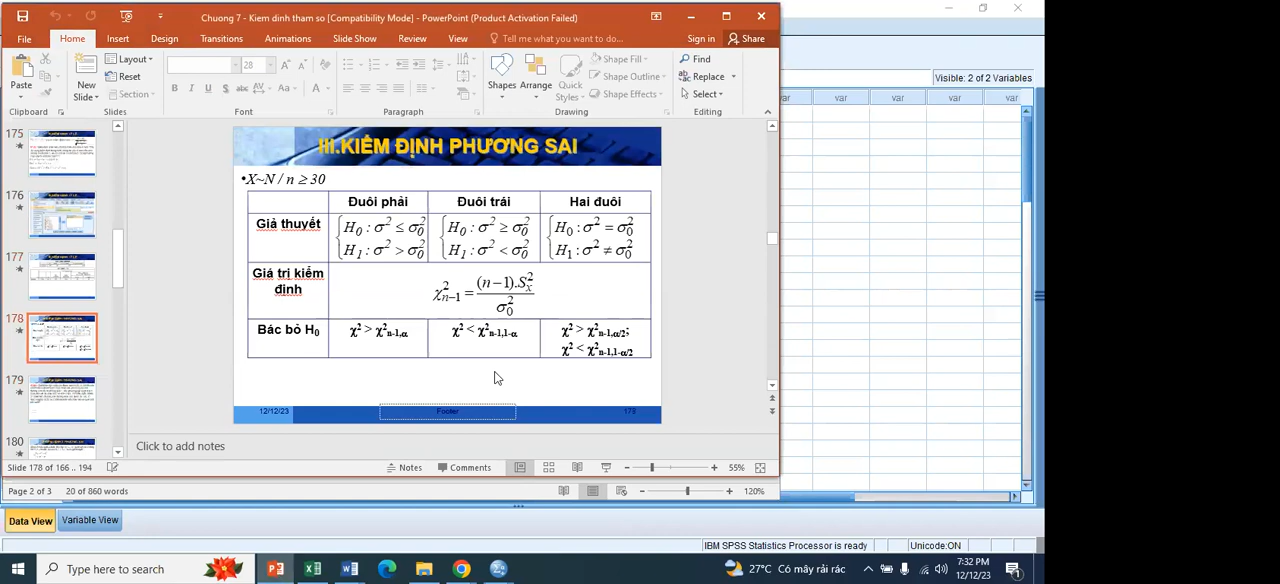 Chuong 7 - Kiem dinh tham so [Compatibility Mode] - PowerPoint (Product Activation Failed)
File Home Insert Design Transitions Animations Slide Show Review View Tell me what you want to do... Sign in Share
Paste
Clipboard
New Slide
Layout
Reset
Section
Slides
28
B I U S abc AV Aa A
Font
Paragraph
Shapes
Arrange
Quick Styles
Shape Fill
Shape Outline
Shape Effects
Drawing
Find
Replace
Select
Editing
Visible: 2 of 2 Variables
var var var var var
175
176
177
178
179
180
III.KIỂM ĐỊNH PHƯƠNG SAI
•X~N / n ≥ 30
Đuôi phải Đuôi trái Hai đuôi
Giả thuyết
H₀ : σ² ≤ σ₀²
H₁ : σ² > σ₀²
H₀ : σ² ≥ σ₀²
H₁ : σ² < σ₀²
H₀ : σ² = σ₀²
H₁ : σ² ≠ σ₀²
Giá trị kiểm
định
χ²ₙ₋₁ = (n−1).Sₓ² / σ₀²
Bác bỏ H₀
χ² > χ²n-1,α
χ² < χ²n-1,1-α
χ² > χ²n-1,α/2;
χ² < χ²n-1,1-α/2
12/12/23 Footer 178
Click to add notes
Slide 178 of 166 .. 194 Notes Comments 55%
Page 2 of 3 20 of 860 words 120%
Data View Variable View
IBM SPSS Statistics Processor is ready Unicode:ON
Type here to search
27°C Có mây rải rác
7:32 PM
12/12/23
1